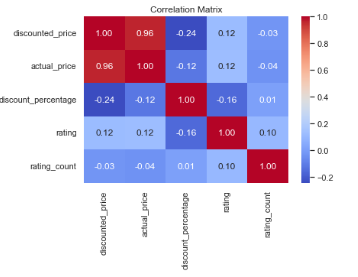 Correlation Matrix
discounted_price 1.00 0.96 -0.24 0.12 -0.03
actual_price 0.96 1.00 -0.12 0.12 -0.04
discount_percentage -0.24 -0.12 1.00 -0.16 0.01
rating 0.12 0.12 -0.16 1.00 0.10
rating_count -0.03 -0.04 0.01 0.10 1.00
discounted_price
actual_price
discount_percentage
rating
rating_count
1.0
0.8
0.6
0.4
0.2
0.0
−0.2